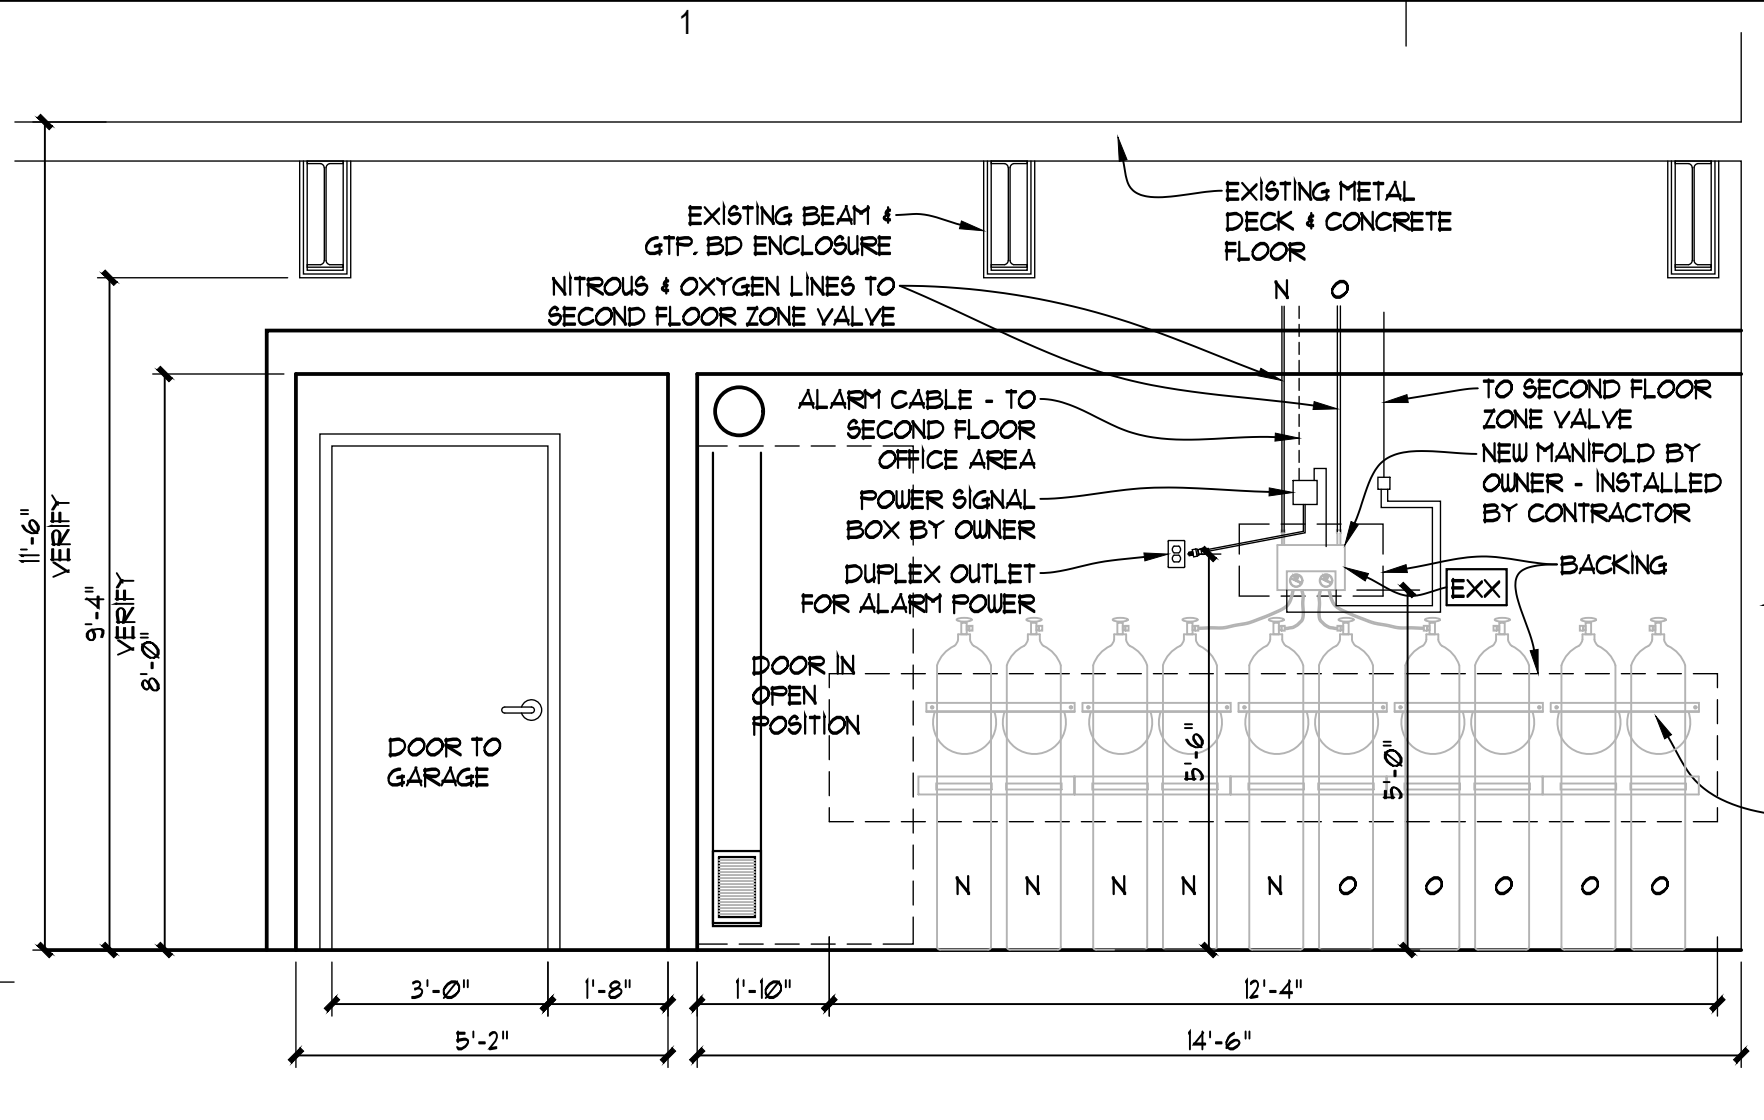 1
EXISTING METAL
DECK & CONCRETE
FLOOR
EXISTING BEAM &
GTP. BD ENCLOSURE
NITROUS & OXYGEN LINES TO
SECOND FLOOR ZONE VALVE
N O
ALARM CABLE - TO
SECOND FLOOR
OFFICE AREA
TO SECOND FLOOR
ZONE VALVE
NEW MANIFOLD BY
OWNER - INSTALLED
BY CONTRACTOR
POWER SIGNAL
BOX BY OWNER
DUPLEX OUTLET
FOR ALARM POWER
BACKING
EXX
11'-6"
VERIFY
9'-4"
VERIFY
8'-0"
DOOR IN
OPEN
POSITION
DOOR TO
GARAGE
5'-6"
5'-0"
N N N N N O O O O O
3'-0" 1'-8" 1'-10" 12'-4"
5'-2" 14'-6"